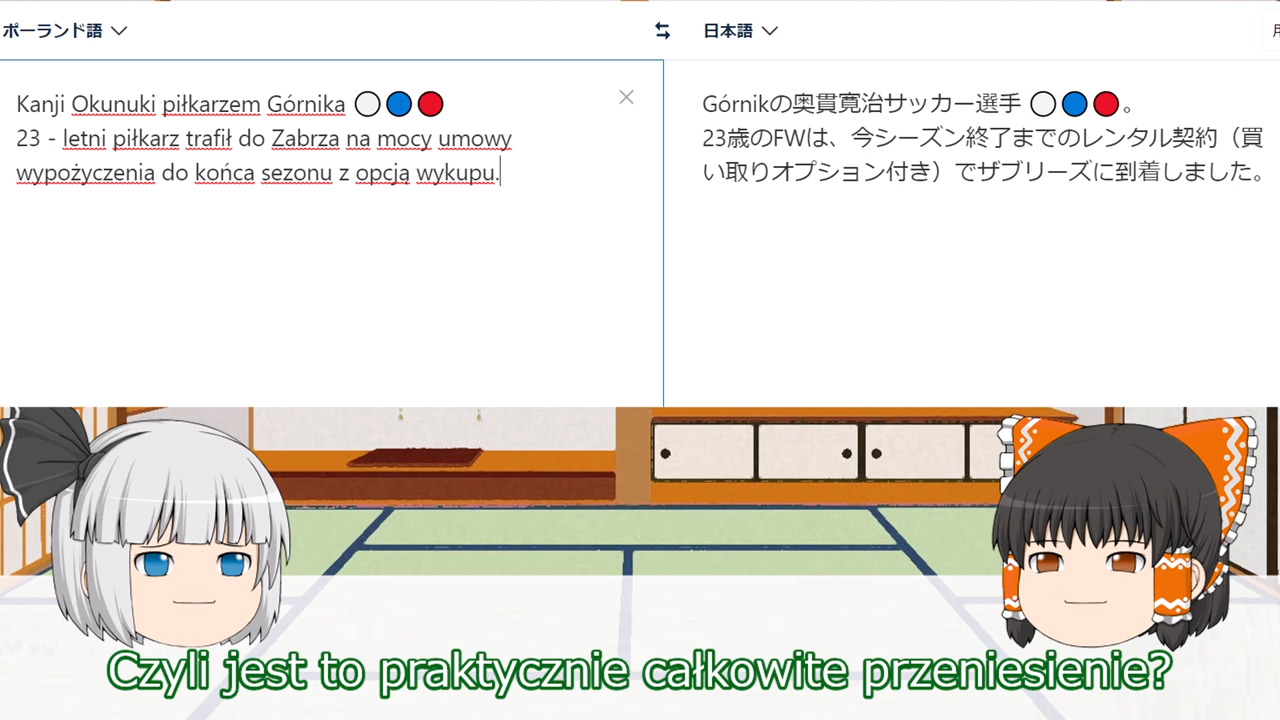 ポーランド語
日本語
Kanji Okunuki piłkarzem Górnika
23 - letni piłkarz trafił do Zabrza na mocy umowy
wypożyczenia do końca sezonu z opcją wykupu.
Górnikの奥貫寛治サッカー選手 。
23歳のFWは、今シーズン終了までのレンタル契約（買
い取りオプション付き）でザブリーズに到着しました。
Czyli jest to praktycznie całkowite przeniesienie?